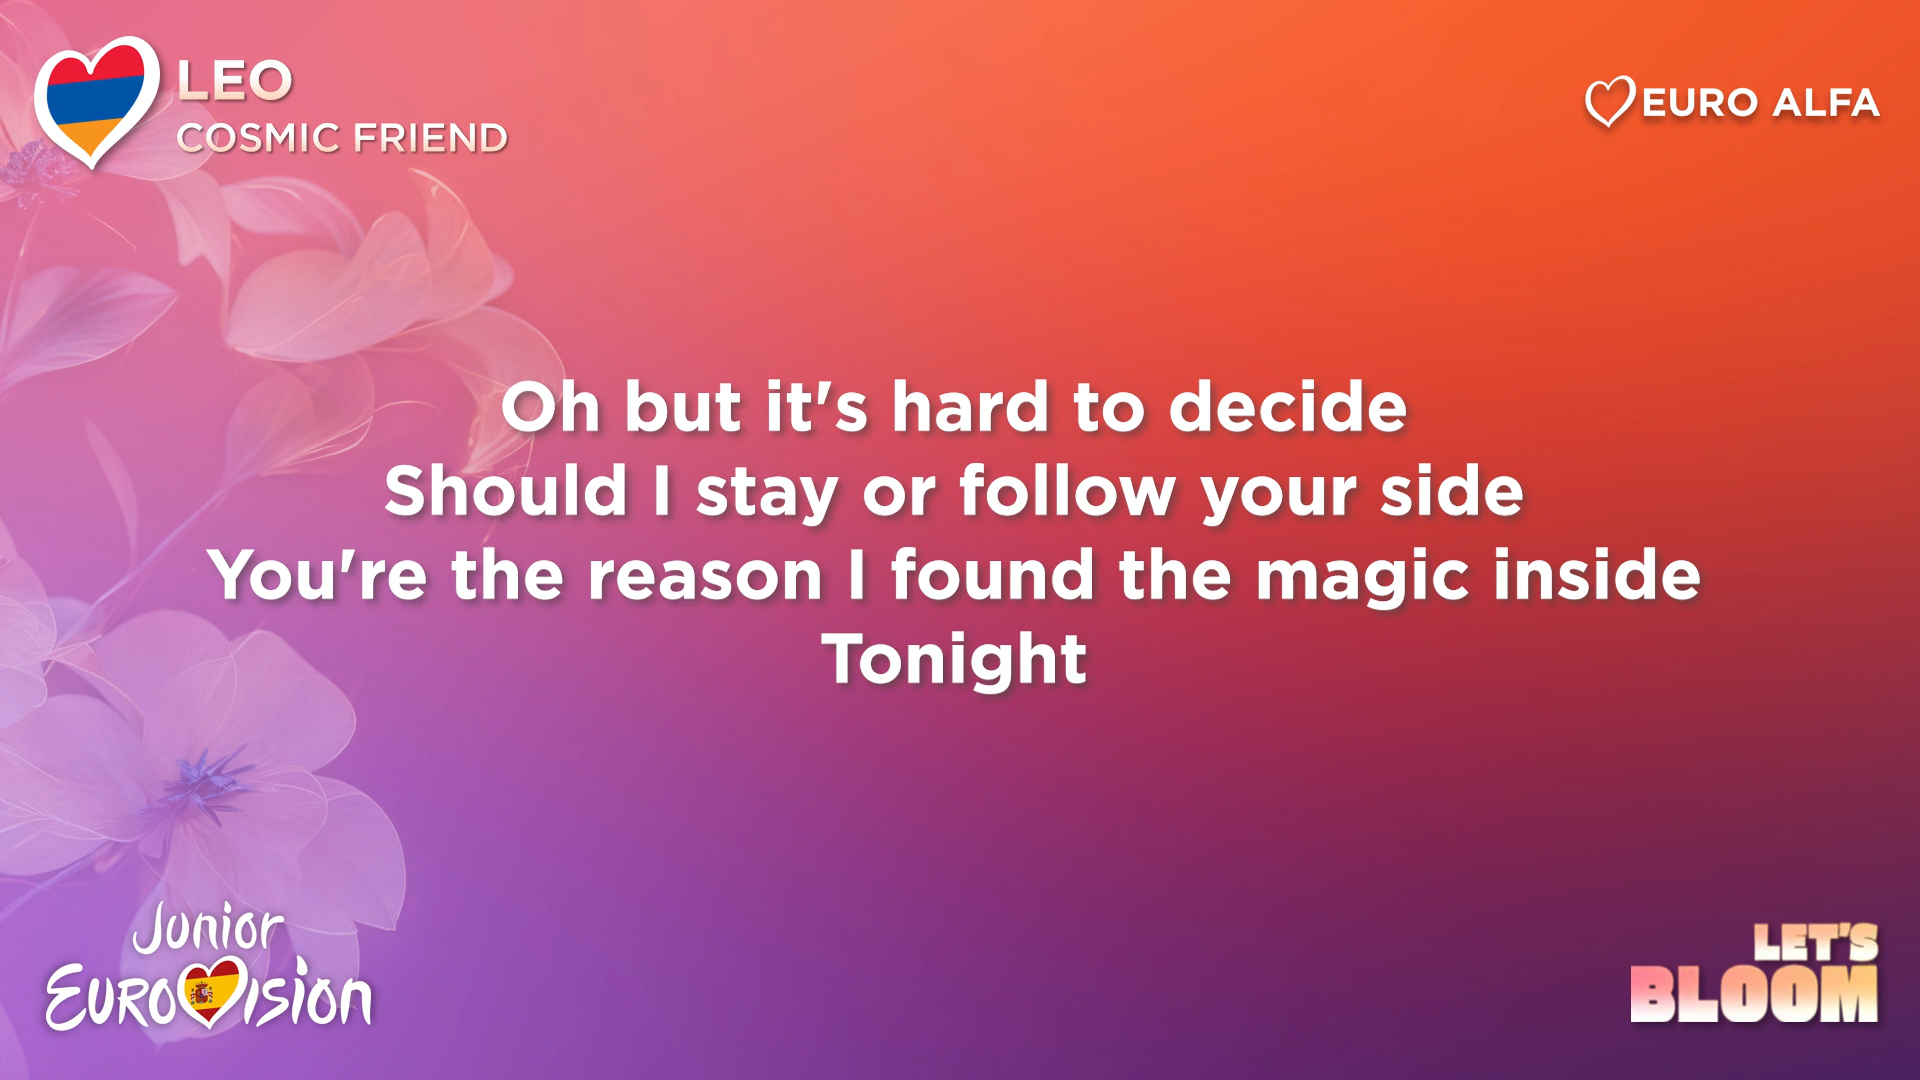 LEO
COSMIC FRIEND
EURO ALFA
Oh but it's hard to decide
Should I stay or follow your side
You're the reason I found the magic inside
Tonight
Junior
EUROVISION
LET'S
BLOOM